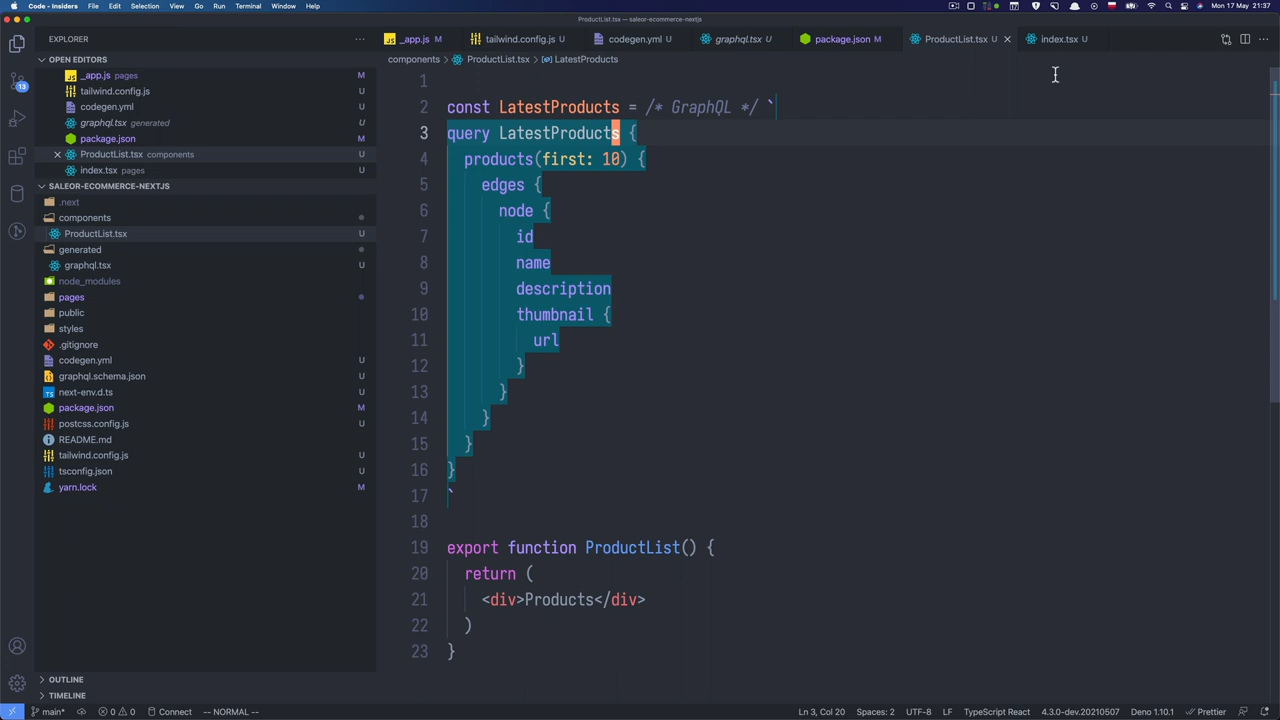 Code - Insiders File Edit Selection View Go Run Terminal Window Help Mon 17 May 21:37
ProductList.tsx — saleor-ecommerce-nextjs
EXPLORER
_app.js M tailwind.config.js codegen.yml U graphql.tsx U package.json M ProductList.tsx U index.tsx U
components > ProductList.tsx > LatestProducts
OPEN EDITORS
_app.js pages M
tailwind.config.js U
codegen.yml U
graphql.tsx generated U
package.json M
ProductList.tsx components U
index.tsx pages U
SALEOR-ECOMMERCE-NEXTJS
.next
components
ProductList.tsx U
generated
graphql.tsx U
node_modules
pages
public
styles
.gitignore U
codegen.yml U
graphql.schema.json U
next-env.d.ts U
package.json M
postcss.config.js U
README.md U
tailwind.config.js U
tsconfig.json U
yarn.lock M
OUTLINE
TIMELINE
13
1
2 const LatestProducts = /* GraphQL */ `
3 query LatestProducts {
4 products(first: 10) {
5 edges {
6 node {
7 id
8 name
9 description
10 thumbnail {
11 url
12 }
13 }
14 }
15 }
16 }
17 `
18
19 export function ProductList() {
20 return (
21 <div>Products</div>
22 )
23 }
main* 0 0 Connect -- NORMAL -- Ln 3, Col 20 Spaces: 2 UTF-8 LF TypeScript React 4.3.0-dev.20210507 Deno 1.10.1 Prettier